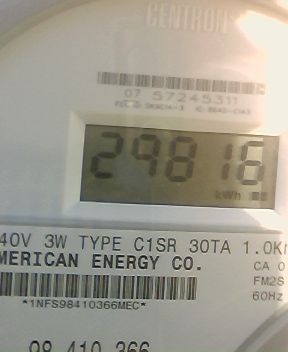 CENTRON
07 57245311
29816
kWh
40V 3W TYPE C1SR 30TA 1.0K
MERICAN ENERGY CO.
CA 0
FM2S
60Hz
*1NFS98410366MEC*
98 410 366